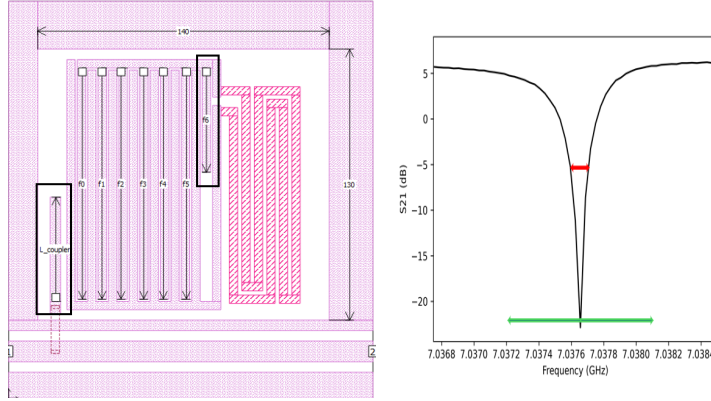 140
f6
130
f0 f1 f2 f3 f4 f5
L_coupler
1 2
S21 (dB)
5
0
−5
−10
−15
−20
7.0368 7.0370 7.0372 7.0374 7.0376 7.0378 7.0380 7.0382 7.0384
Frequency (GHz)